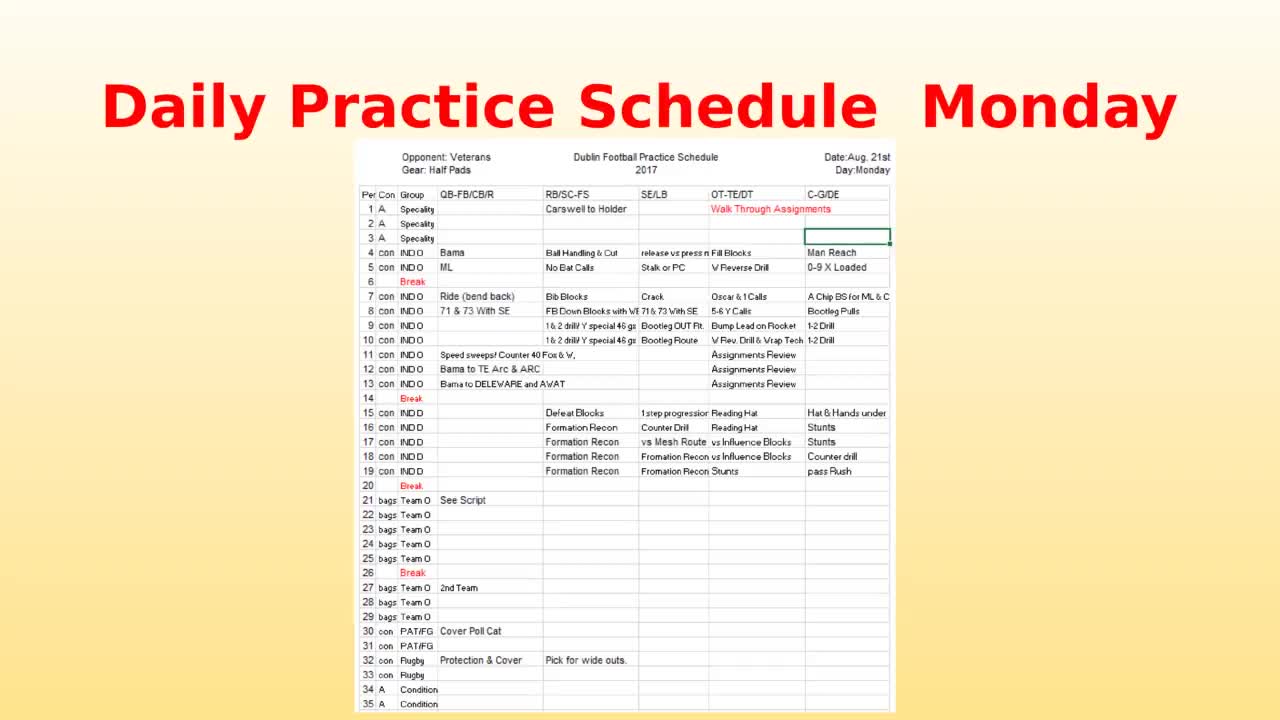 Daily Practice Schedule Monday
Opponent: Veterans Dublin Football Practice Schedule Date:Aug. 21st
Gear: Half Pads 2017 Day:Monday
Per Con Group QB-FB/CB/R RB/SC-FS SE/LB OT-TE/DT C-G/DE
1 A Speciality Carswell to Holder Walk Through Assignments
2 A Speciality
3 A Speciality
4 con IND O Bama Ball Handling & Cut release vs press m Fill Blocks Man Reach
5 con IND O ML No Bat Calls Stalk or PC W Reverse Drill 0-9 X Loaded
6 Break
7 con IND O Ride (bend back) Bib Blocks Crack Oscar & 1 Calls A Chip BS for ML & C
8 con IND O 71 & 73 With SE FB Down Blocks with WB 71 & 73 With SE 5-6 Y Calls Bootleg Pulls
9 con IND O 1 & 2 drill/ Y special 46 gs Bootleg OUT Rt. Bump Lead on Rocket 1-2 Drill
10 con IND O 1 & 2 drill/ Y special 46 gs Bootleg Route W Rev. Drill & Wrap Tech 1-2 Drill
11 con IND O Speed sweeps/ Counter 40 Fox & W, Assignments Review
12 con IND O Bama to TE Arc & ARC Assignments Review
13 con IND O Bama to DELEWARE and AWAT Assignments Review
14 Break
15 con IND D Defeat Blocks 1 step progression Reading Hat Hat & Hands under
16 con IND D Formation Recon Counter Drill Reading Hat Stunts
17 con IND D Formation Recon vs Mesh Route vs Influence Blocks Stunts
18 con IND D Formation Recon Fromation Recon vs Influence Blocks Counter drill
19 con IND D Formation Recon Fromation Recon Stunts pass Rush
20 Break
21 bags Team O See Script
22 bags Team O
23 bags Team O
24 bags Team O
25 bags Team O
26 Break
27 bags Team O 2nd Team
28 bags Team O
29 bags Team O
30 con PAT/FG Cover Poll Cat
31 con PAT/FG
32 con Rugby Protection & Cover Pick for wide outs.
33 con Rugby
34 A Condition
35 A Condition